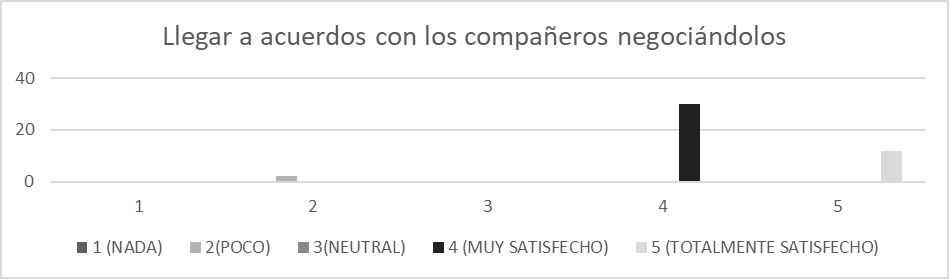 Llegar a acuerdos con los compañeros negociándolos
40
20
0
1 2 3 4 5
1 (NADA) 2(POCO) 3(NEUTRAL) 4 (MUY SATISFECHO) 5 (TOTALMENTE SATISFECHO)